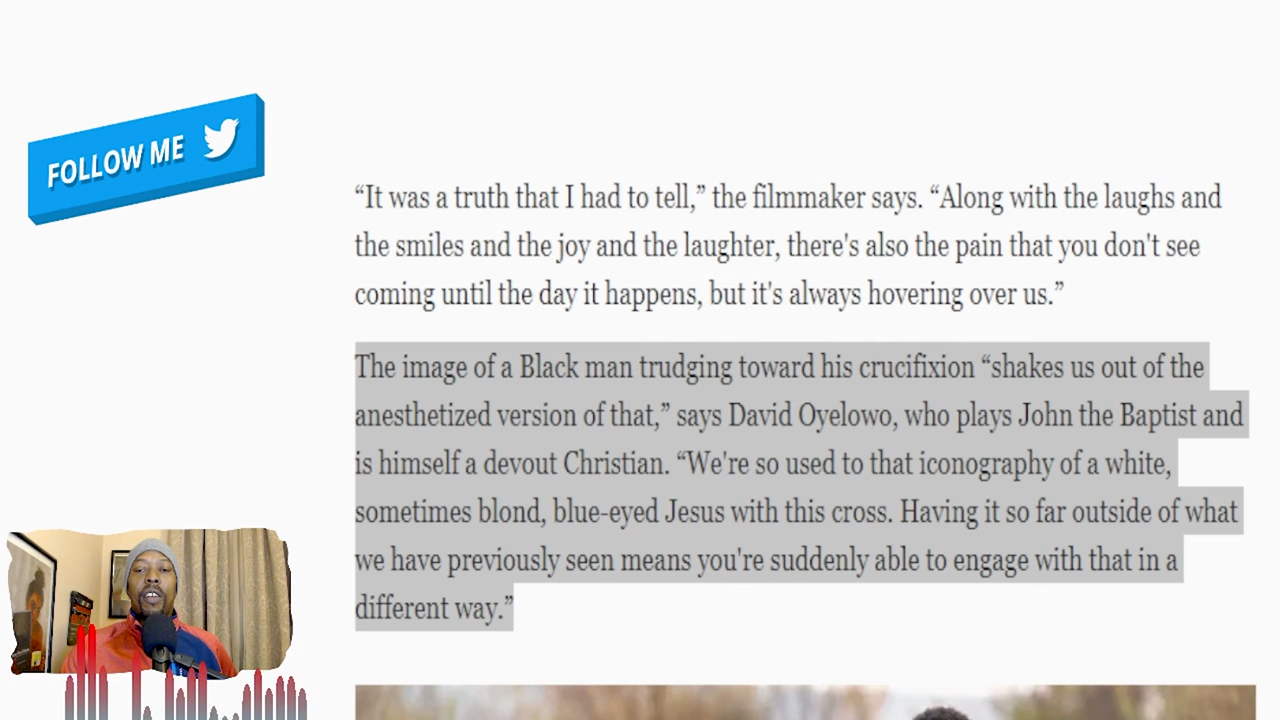 FOLLOW ME
“It was a truth that I had to tell,” the filmmaker says. “Along with the laughs and
the smiles and the joy and the laughter, there's also the pain that you don't see
coming until the day it happens, but it's always hovering over us.”
The image of a Black man trudging toward his crucifixion “shakes us out of the
anesthetized version of that,” says David Oyelowo, who plays John the Baptist and
is himself a devout Christian. “We're so used to that iconography of a white,
sometimes blond, blue-eyed Jesus with this cross. Having it so far outside of what
we have previously seen means you're suddenly able to engage with that in a
different way.”